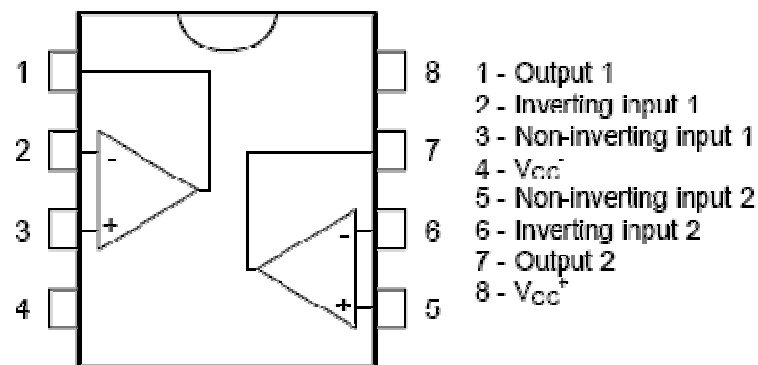 1
2
3
4
-
+
-
+
8
7
6
5
1 - Output 1
2 - Inverting input 1
3 - Non-inverting input 1
4 - VCC-
5 - Non-inverting input 2
6 - Inverting input 2
7 - Output 2
8 - VCC+